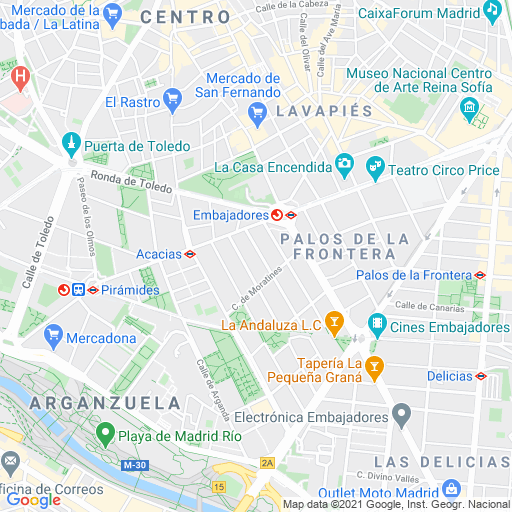 Calle de la Cabeza
Mercado de la
bada / La Latina
CENTRO
CaixaForum Madrid
Calle del Olivar
Calle del Ave María
Museo Nacional Centro
de Arte Reina Sofía
Mercado de
San Fernando
El Rastro
LAVAPIÉS
Puerta de Toledo
La Casa Encendida
Teatro Circo Price
Ronda de Toledo
Paseo de los Olmos
Calle de Toledo
Embajadores
Acacias
PALOS DE LA
FRONTERA
Palos de la Frontera
Pirámides
C. de Moratines
Calle de Canarias
La Andaluza L.C
Cines Embajadores
Mercadona
Tapería La
Pequeña Graná
Calle de Arganda
Delicias
ARGANZUELA
Electrónica Embajadores
Playa de Madrid Río
M-30
2A
LAS DELICIAS
C. Divino Vallés
ficina de Correos
15
Outlet Moto Madrid
Map data ©2021 Google, Inst. Geogr. Nacional
H